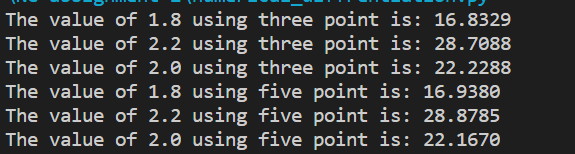 The value of 1.8 using three point is: 16.8329
The value of 2.2 using three point is: 28.7088
The value of 2.0 using three point is: 22.2288
The value of 1.8 using five point is: 16.9380
The value of 2.2 using five point is: 28.8785
The value of 2.0 using five point is: 22.1670